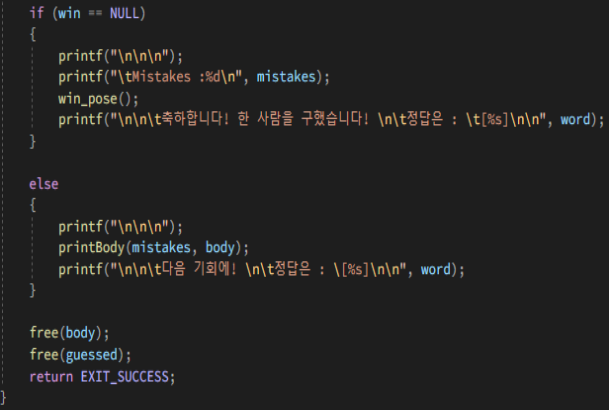 if (win == NULL)
{
printf("\n\n\n");
printf("\tMistakes :%d\n", mistakes);
win_pose();
printf("\n\n\t축하합니다! 한 사람을 구했습니다! \n\t정답은 : \t[%s]\n\n", word);
}
else
{
printf("\n\n\n");
printBody(mistakes, body);
printf("\n\n\t다음 기회에! \n\t정답은 : \[%s]\n\n", word);
}
free(body);
free(guessed);
return EXIT_SUCCESS;
}